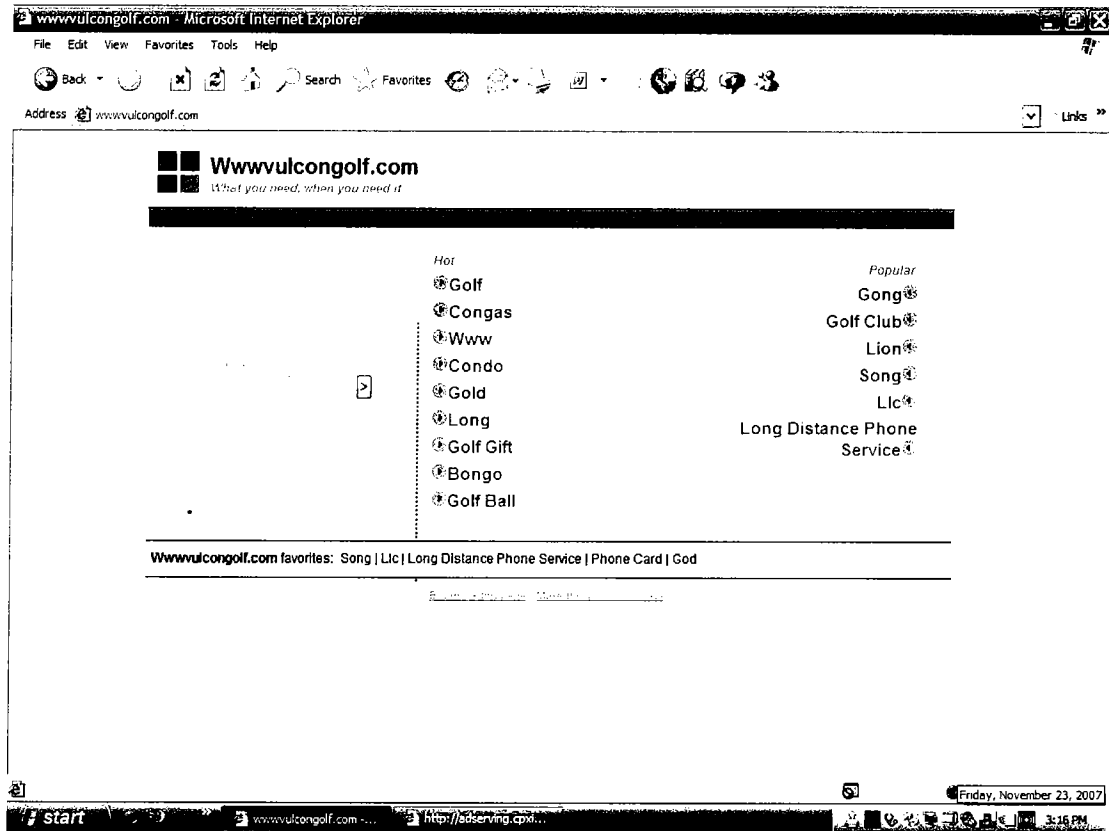 wwwvulcongolf.com - Microsoft Internet Explorer
File Edit View Favorites Tools Help
Back Search Favorites
Address wwwvulcongolf.com Links »
Wwwvulcongolf.com
What you need, when you need it
Hot
Golf
Congas
Www
Condo
Gold
Long
Golf Gift
Bongo
Golf Ball
Popular
Gong
Golf Club
Lion
Song
Llc
Long Distance Phone
Service
>
Wwwvulcongolf.com favorites: Song | Llc | Long Distance Phone Service | Phone Card | God
Friday, November 23, 2007
start wwwvulcongolf.com -... http://adserving.cpxi... 3:16 PM